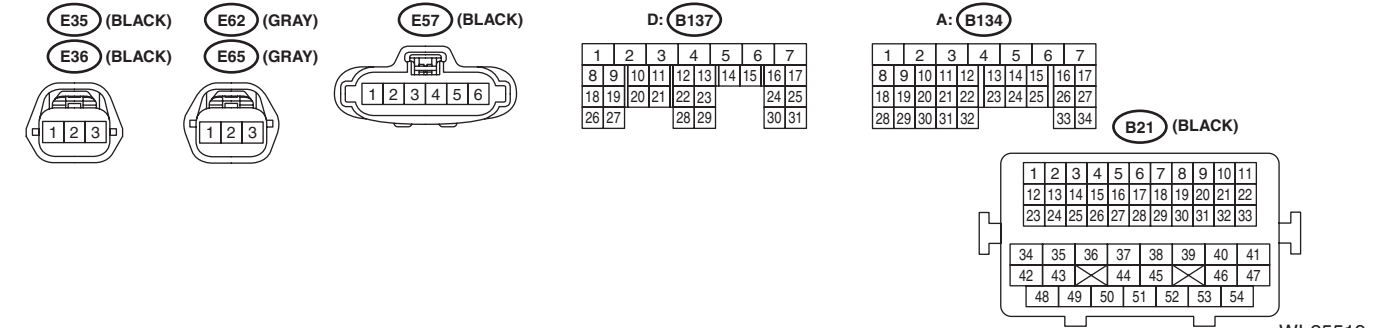 E35 (BLACK) E62 (GRAY) E57 (BLACK) D: B137 A: B134
E36 (BLACK) E65 (GRAY)
1 2 3
1 2 3
1 2 3 4 5 6
1 2 3 4 5 6 7
8 9 10 11 12 13 14 15 16 17
18 19 20 21 22 23 24 25
26 27 28 29 30 31
1 2 3 4 5 6 7
8 9 10 11 12 13 14 15 16 17
18 19 20 21 22 23 24 25 26 27
28 29 30 31 32 33 34
B21 (BLACK)
1 2 3 4 5 6 7 8 9 10 11
12 13 14 15 16 17 18 19 20 21 22
23 24 25 26 27 28 29 30 31 32 33
34 35 36 37 38 39 40 41
42 43 44 45 46 47
48 49 50 51 52 53 54